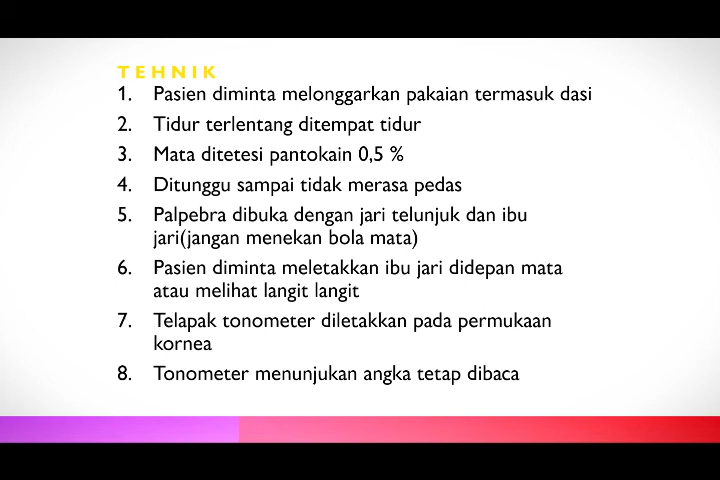 TEHNIK
1. Pasien diminta melonggarkan pakaian termasuk dasi
2. Tidur terlentang ditempat tidur
3. Mata ditetesi pantokain 0,5 %
4. Ditunggu sampai tidak merasa pedas
5. Palpebra dibuka dengan jari telunjuk dan ibu
jari(jangan menekan bola mata)
6. Pasien diminta meletakkan ibu jari didepan mata
atau melihat langit langit
7. Telapak tonometer diletakkan pada permukaan
kornea
8. Tonometer menunjukan angka tetap dibaca